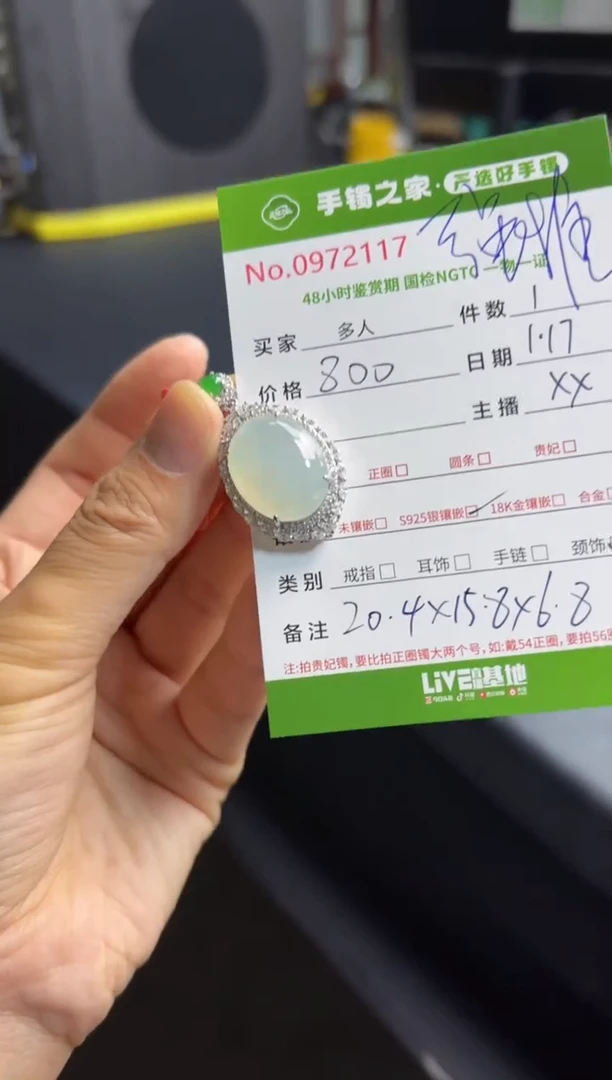 手镯之家·严选好手镯
No.0972117
48小时鉴赏期 国检NGTC 一物一证
买家 多人 件数 1
价格 800 日期 1·17
主播 XX
正圈 圆条 贵妃
未镶嵌 S925银镶嵌 18K金镶嵌 合金
类别 戒指 耳饰 手链 颈饰
备注 20.4×15.8×6.8
注:拍贵妃镯,要比拍正圈镯大两个号,如:戴54正圈,要拍56
LiVE 基地